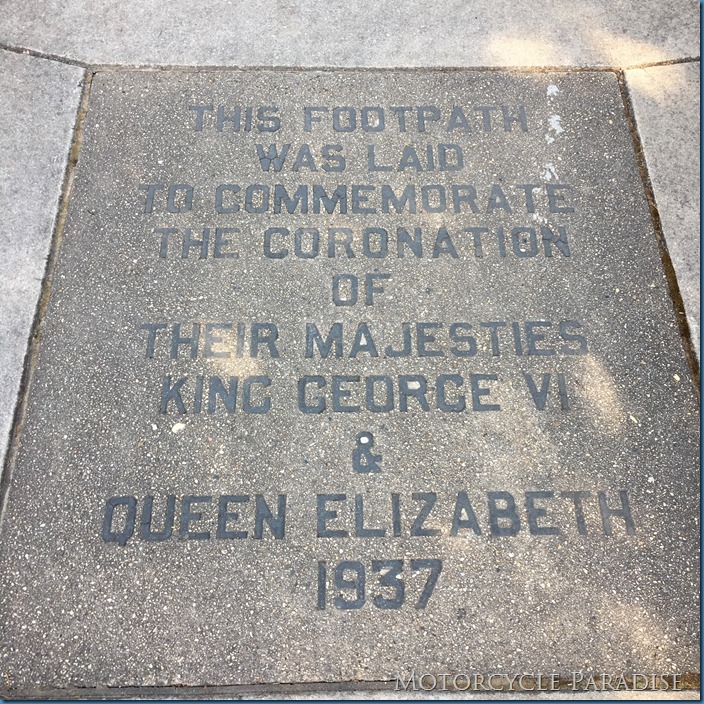 THIS FOOTPATH
WAS LAID
TO COMMEMORATE
THE CORONATION
OF
THEIR MAJESTIES
KING GEORGE VI
&
QUEEN ELIZABETH
1937
MOTORCYCLE PARADISE